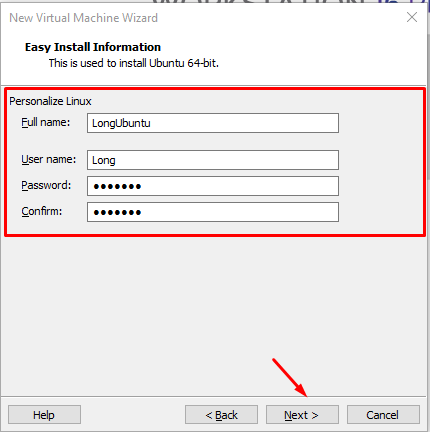 New Virtual Machine Wizard
Easy Install Information
This is used to install Ubuntu 64-bit.
Personalize Linux
Full name: LongUbuntu
User name: Long
Password: ●●●●●●●
Confirm: ●●●●●●●
Help < Back Next > Cancel